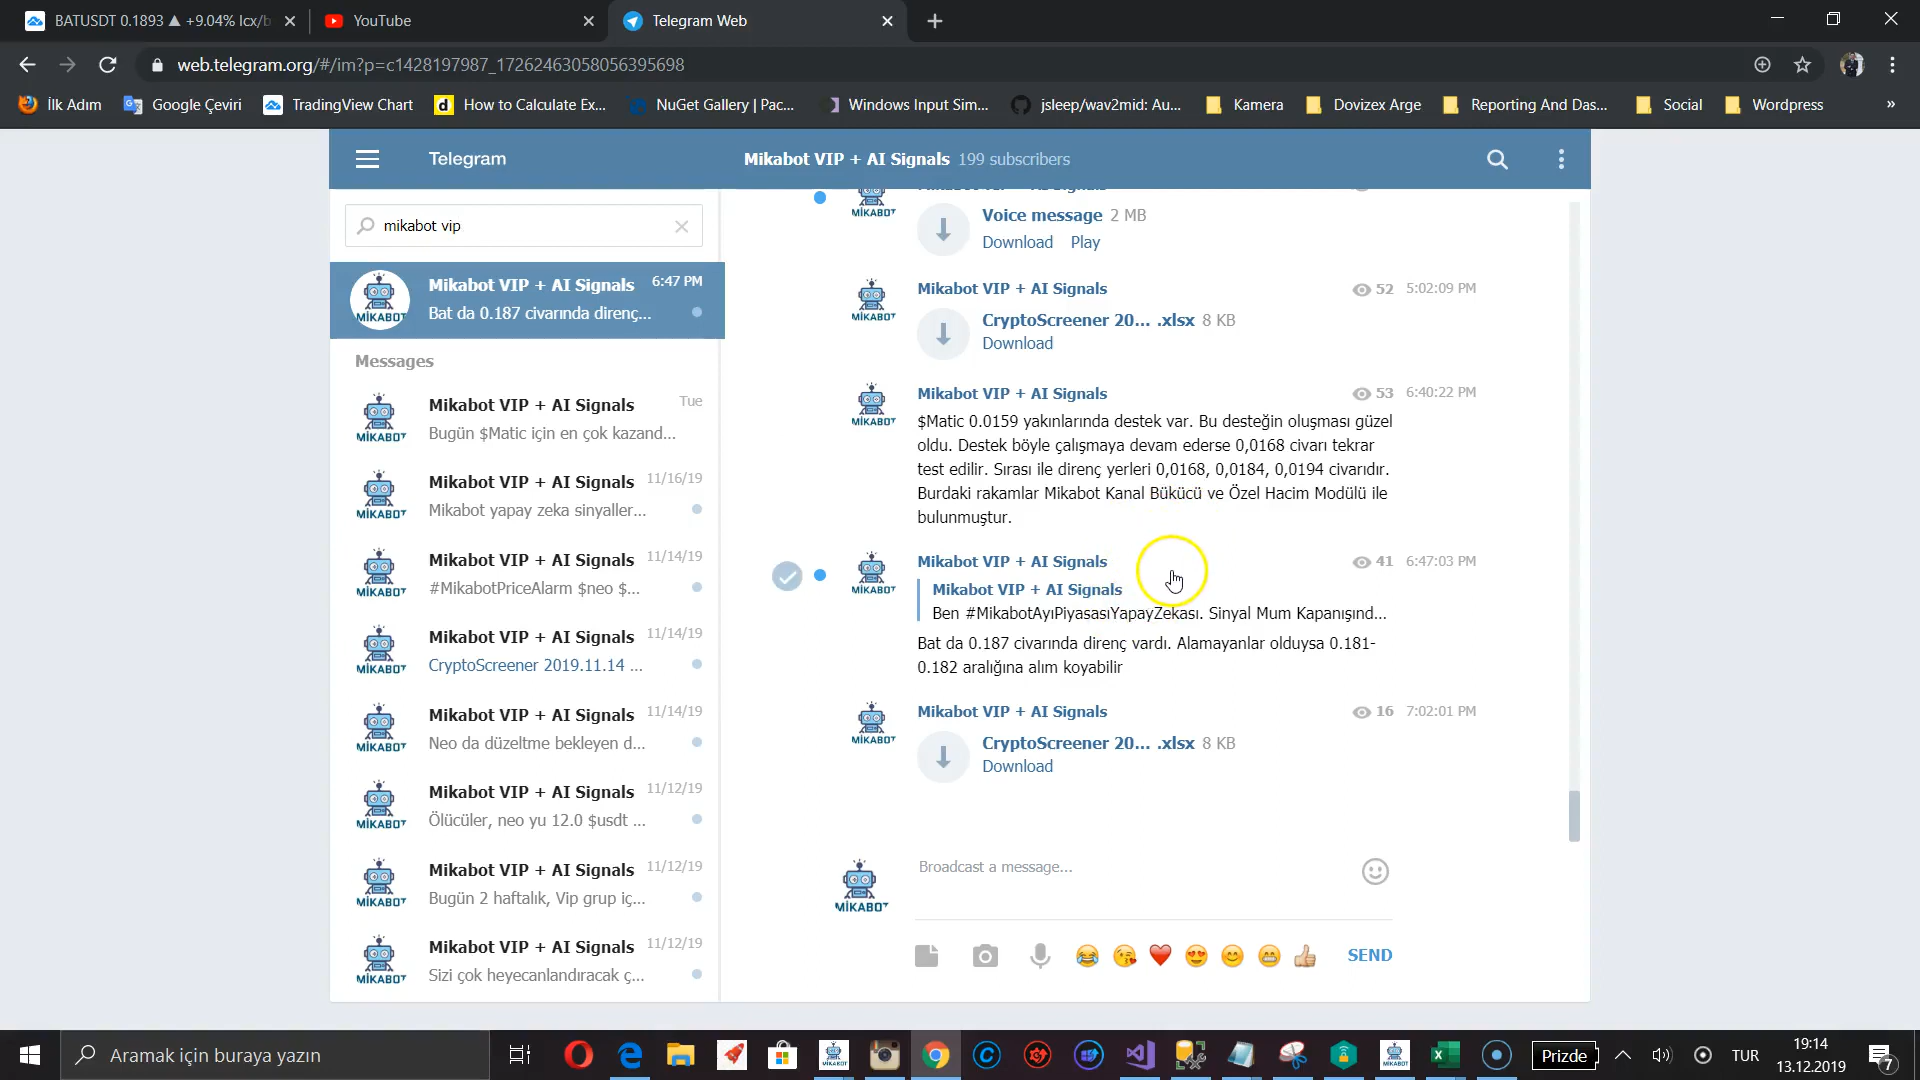 BATUSDT 0.1893 ▲ +9.04% Icx/b
YouTube
Telegram Web
web.telegram.org/#/im?p=c1428197987_17262463058056395698
İlk Adım
Google Çeviri
TradingView Chart
How to Calculate Ex...
NuGet Gallery | Pac...
Windows Input Sim...
jsleep/wav2mid: Au...
Kamera
Dovizex Arge
Reporting And Das...
Social
Wordpress
»
Telegram
Mikabot VIP + AI Signals 199 subscribers
mikabot vip
Mikabot VIP + AI Signals 6:47 PM
Bat da 0.187 civarında direnç...
Messages
Mikabot VIP + AI Signals Tue
Bugün $Matic için en çok kazand...
Mikabot VIP + AI Signals 11/16/19
Mikabot yapay zeka sinyaller...
Mikabot VIP + AI Signals 11/14/19
#MikabotPriceAlarm $neo $...
Mikabot VIP + AI Signals 11/14/19
CryptoScreener 2019.11.14 ...
Mikabot VIP + AI Signals 11/14/19
Neo da düzeltme bekleyen d...
Mikabot VIP + AI Signals 11/12/19
Ölücüler, neo yu 12.0 $usdt ...
Mikabot VIP + AI Signals 11/12/19
Bugün 2 haftalık, Vip grup iç...
Mikabot VIP + AI Signals 11/12/19
Sizi çok heyecanlandıracak ç...
Voice message 2 MB
Download Play
Mikabot VIP + AI Signals 52 5:02:09 PM
CryptoScreener 20... .xlsx 8 KB
Download
Mikabot VIP + AI Signals 53 6:40:22 PM
$Matic 0.0159 yakınlarında destek var. Bu desteğin oluşması güzel
oldu. Destek böyle çalışmaya devam ederse 0,0168 civarı tekrar
test edilir. Sırası ile direnç yerleri 0,0168, 0,0184, 0,0194 civarıdır.
Burdaki rakamlar Mikabot Kanal Bükücü ve Özel Hacim Modülü ile
bulunmuştur.
Mikabot VIP + AI Signals 41 6:47:03 PM
Mikabot VIP + AI Signals
Ben #MikabotAyıPiyasasıYapayZekası. Sinyal Mum Kapanışınd...
Bat da 0.187 civarında direnç vardı. Alamayanlar olduysa 0.181-
0.182 aralığına alım koyabilir
Mikabot VIP + AI Signals 16 7:02:01 PM
CryptoScreener 20... .xlsx 8 KB
Download
Broadcast a message...
MİKABOT
SEND
Aramak için buraya yazın
Prizde
TUR
19:14
13.12.2019
7